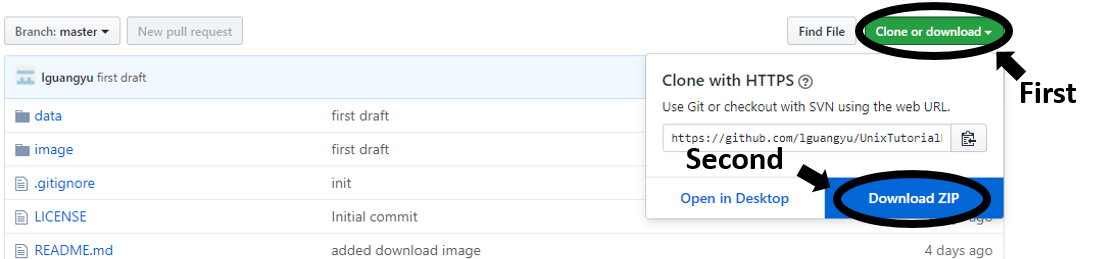 Branch: master
New pull request
Find File
Clone or download
First
lguangyu first draft
Clone with HTTPS
Use Git or checkout with SVN using the web URL.
https://github.com/lguangyu/UnixTutorial
Second
Open in Desktop
Download ZIP
data first draft
image first draft
.gitignore init
LICENSE Initial commit ago
README.md added download image 4 days ago